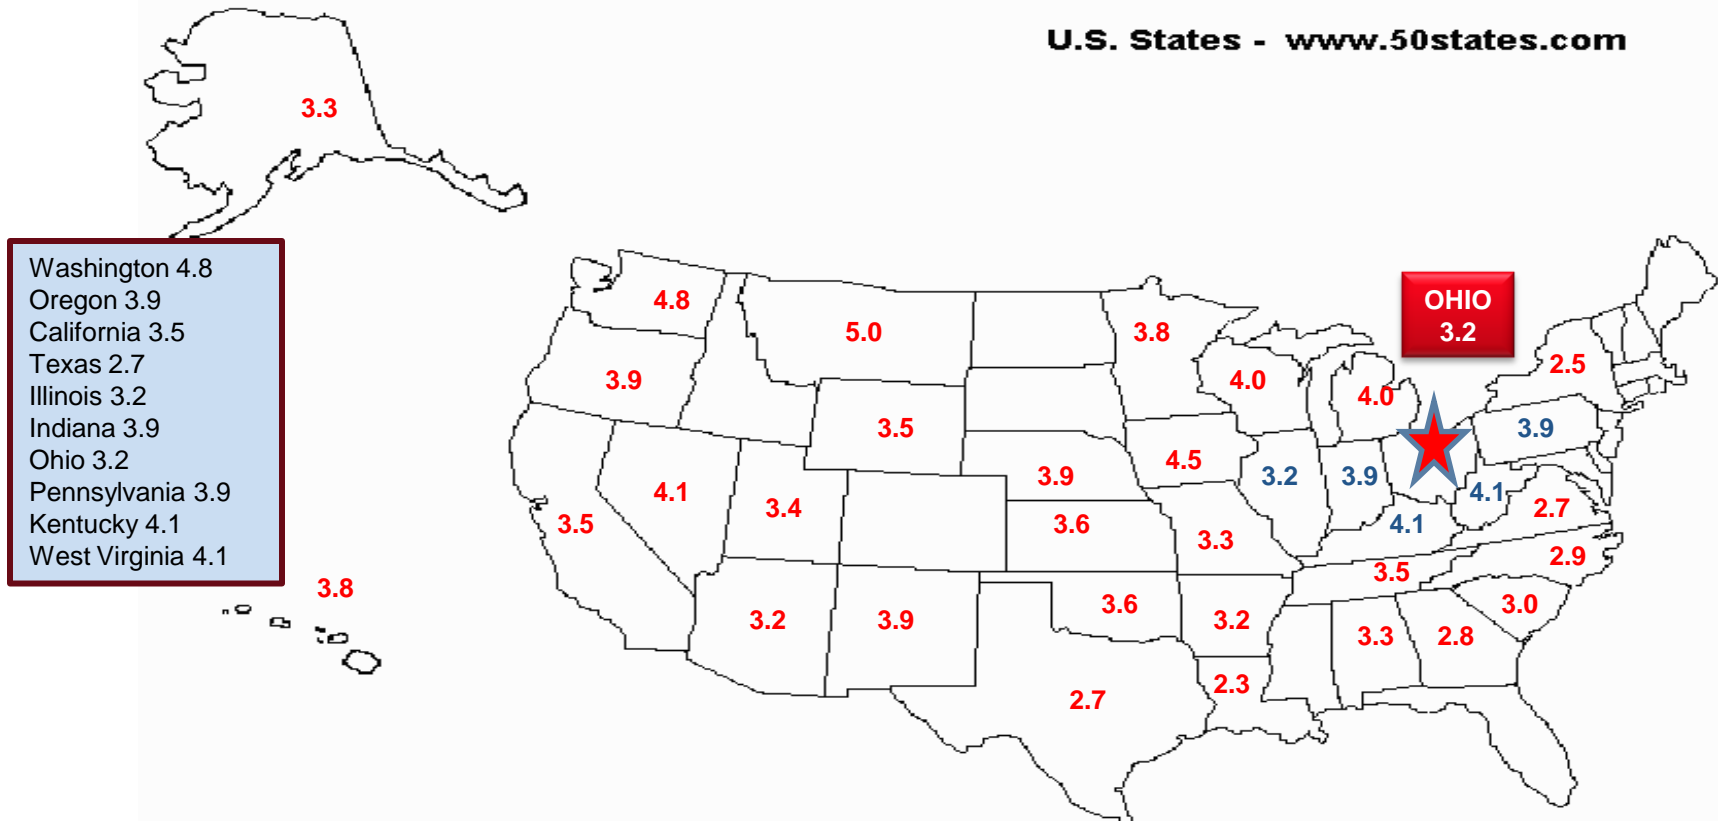 U.S. States - www.50states.com
3.3
Washington 4.8
Oregon 3.9
California 3.5
Texas 2.7
Illinois 3.2
Indiana 3.9
Ohio 3.2
Pennsylvania 3.9
Kentucky 4.1
West Virginia 4.1
OHIO
3.2
4.8
5.0
3.8
2.5
3.9
4.0
4.0
3.5
3.9
4.5
3.9
3.2
3.9
4.1
3.4
3.6
4.1
2.7
3.5
3.3
4.1
2.9
3.5
3.8
3.2
3.9
3.6
3.2
3.0
3.3
2.8
2.3
2.7